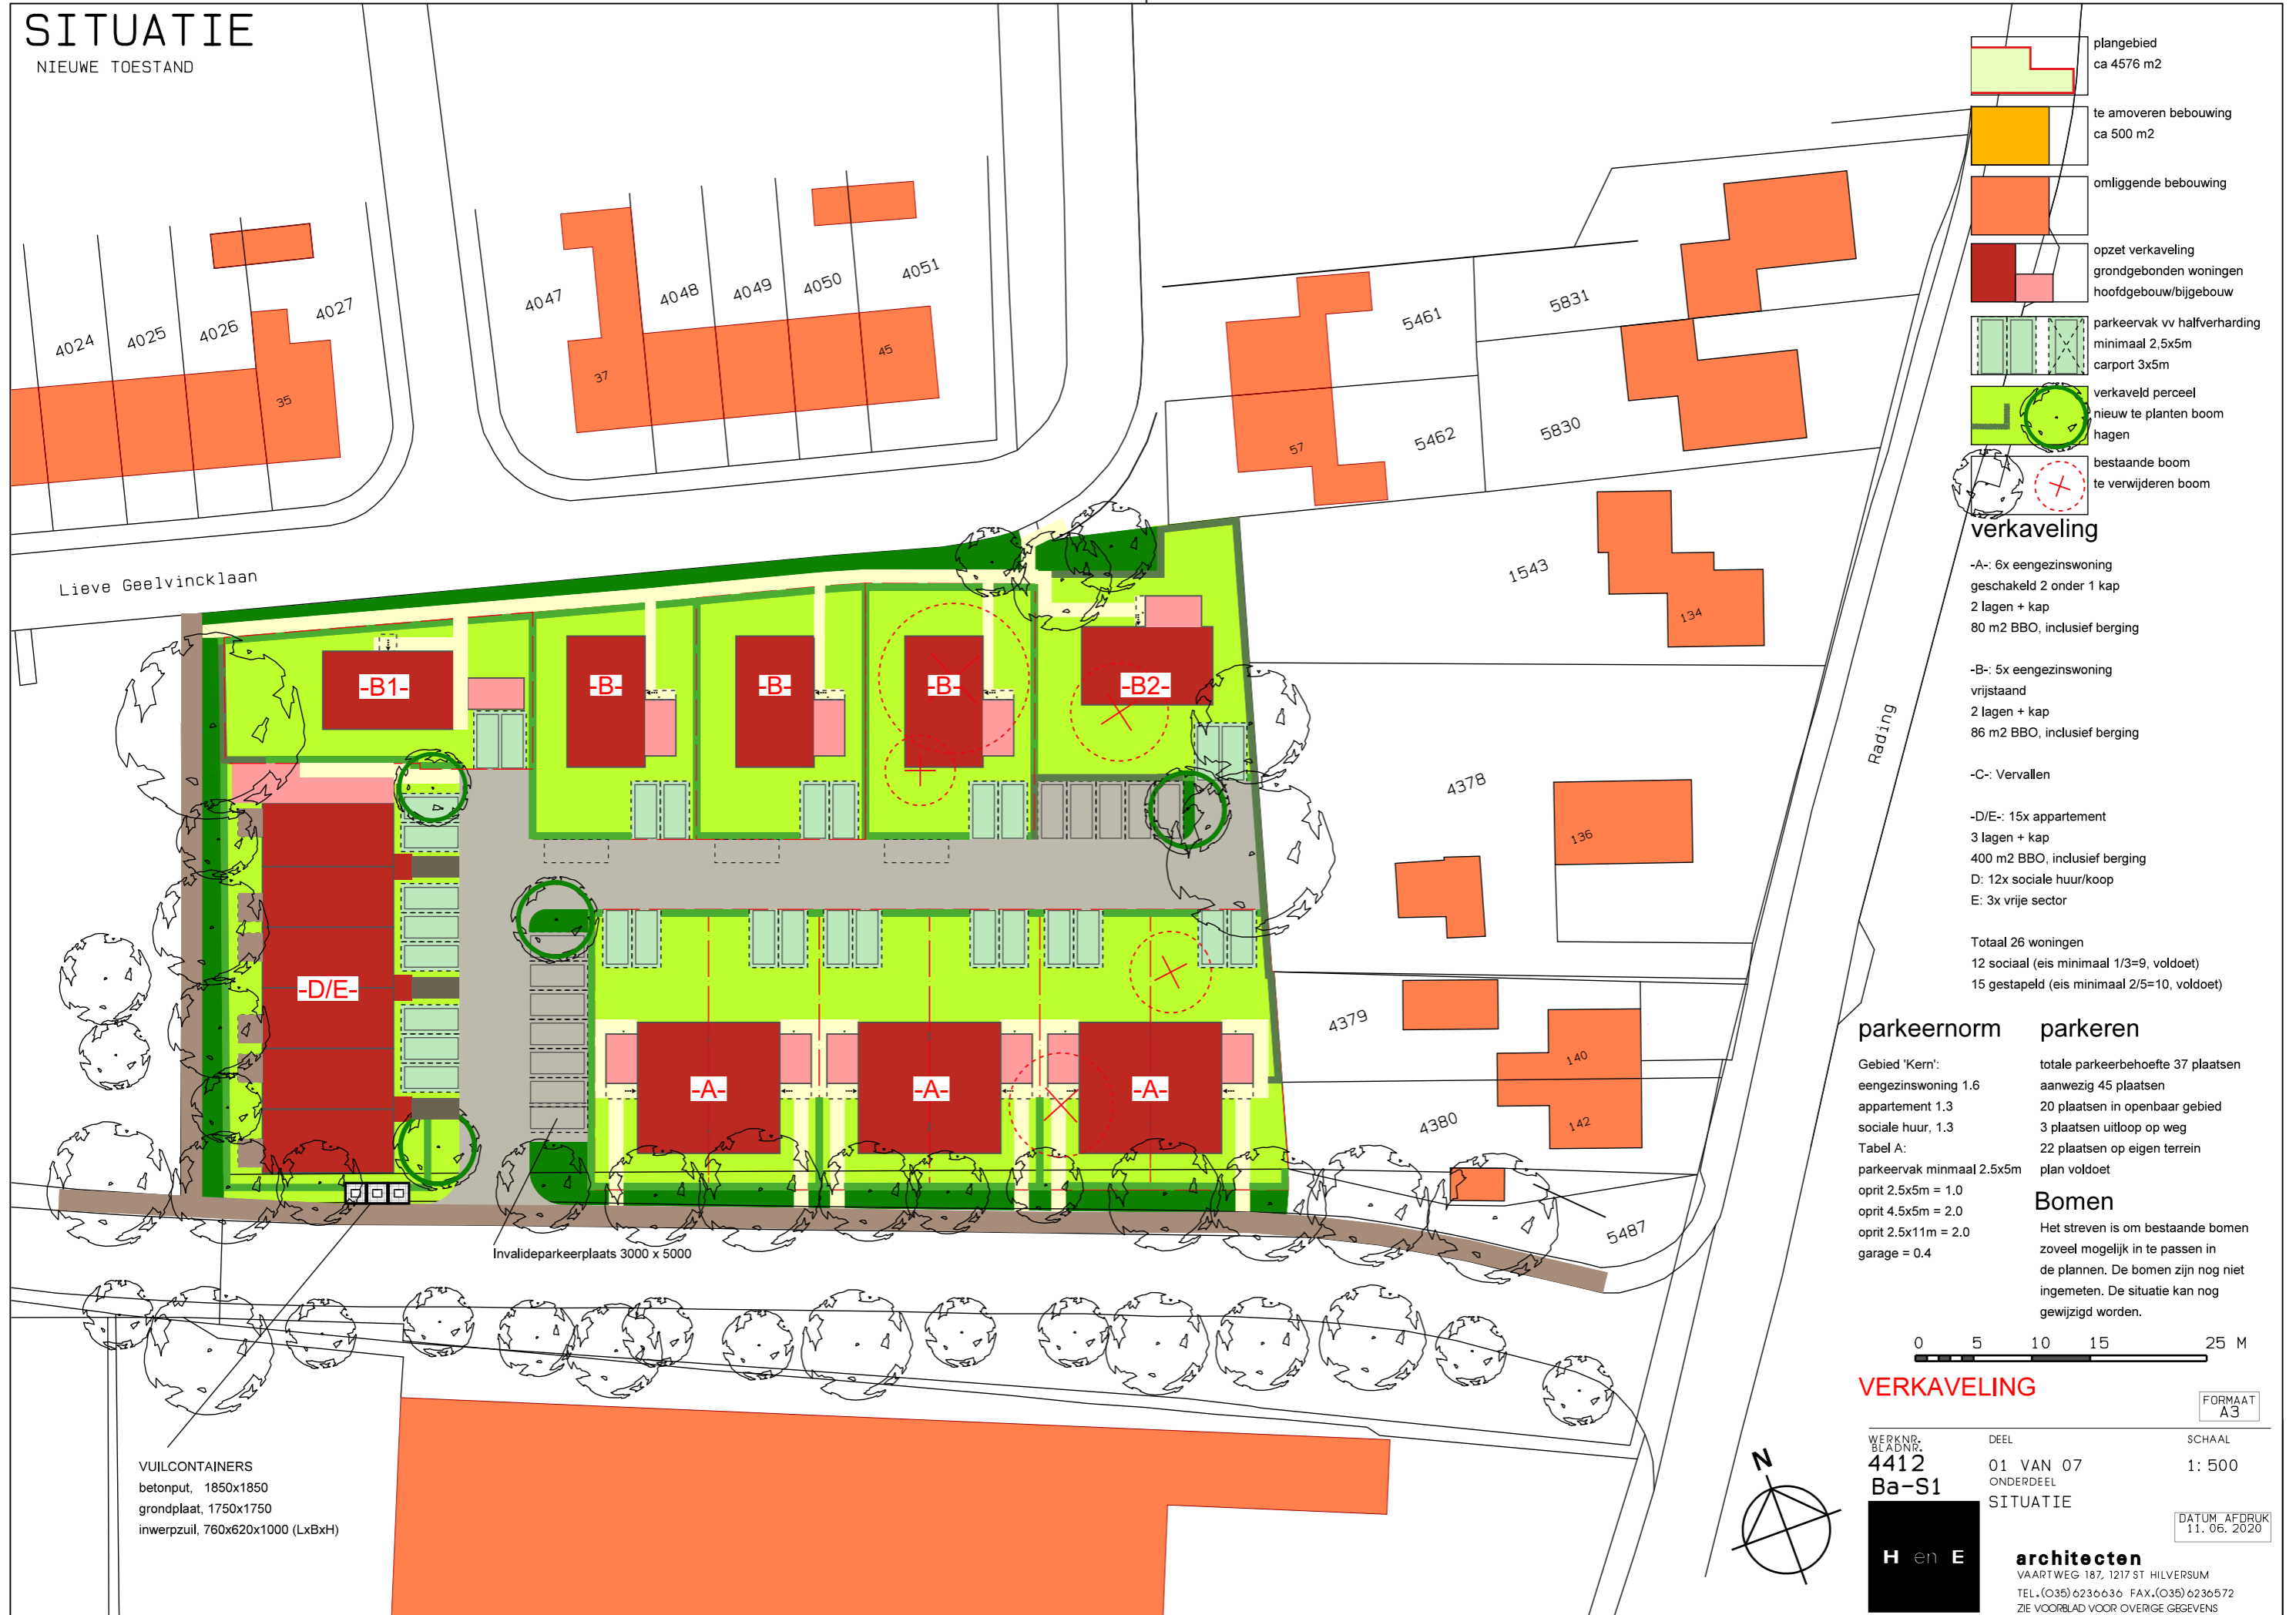 SITUATIE
NIEUWE TOESTAND
4024
4025
4026
4027
35
4047
4048
4049
4050
4051
37
45
5461
5831
5462
5830
57
1543
134
Lieve Geelvincklaan
Rading
4378
136
4379
140
4380
142
5487
-B1-
-B-
-B-
-B-
-B2-
-D/E-
-A-
-A-
-A-
Invalideparkeerplaats 3000 x 5000
VUILCONTAINERS
betonput, 1850x1850
grondplaat, 1750x1750
inwerpzuil, 760x620x1000 (LxBxH)
plangebied
ca 4576 m2
te amoveren bebouwing
ca 500 m2
omliggende bebouwing
opzet verkaveling
grondgebonden woningen
hoofdgebouw/bijgebouw
parkeervak vv halfverharding
minimaal 2,5x5m
carport 3x5m
verkaveld perceel
nieuw te planten boom
hagen
bestaande boom
te verwijderen boom
verkaveling
-A-: 6x eengezinswoning
geschakeld 2 onder 1 kap
2 lagen + kap
80 m2 BBO, inclusief berging
-B-: 5x eengezinswoning
vrijstaand
2 lagen + kap
86 m2 BBO, inclusief berging
-C-: Vervallen
-D/E-: 15x appartement
3 lagen + kap
400 m2 BBO, inclusief berging
D: 12x sociale huur/koop
E: 3x vrije sector
Totaal 26 woningen
12 sociaal (eis minimaal 1/3=9, voldoet)
15 gestapeld (eis minimaal 2/5=10, voldoet)
parkeernorm
Gebied 'Kern':
eengezinswoning 1.6
appartement 1.3
sociale huur, 1.3
Tabel A:
parkeervak minmaal 2.5x5m
oprit 2.5x5m = 1.0
oprit 4.5x5m = 2.0
oprit 2.5x11m = 2.0
garage = 0.4
parkeren
totale parkeerbehoefte 37 plaatsen
aanwezig 45 plaatsen
20 plaatsen in openbaar gebied
3 plaatsen uitloop op weg
22 plaatsen op eigen terrein
plan voldoet
Bomen
Het streven is om bestaande bomen
zoveel mogelijk in te passen in
de plannen. De bomen zijn nog niet
ingemeten. De situatie kan nog
gewijzigd worden.
0 5 10 15 25 M
VERKAVELING
FORMAAT
A3
WERKNR.
BLADNR.
4412
Ba-S1
DEEL
01 VAN 07
ONDERDEEL
SITUATIE
SCHAAL
1: 500
DATUM AFDRUK
11. 06. 2020
N
H en E
architecten
VAARTWEG 187, 1217 ST HILVERSUM
TEL.(035)6236636 FAX.(035)6236572
ZIE VOORBLAD VOOR OVERIGE GEGEVENS